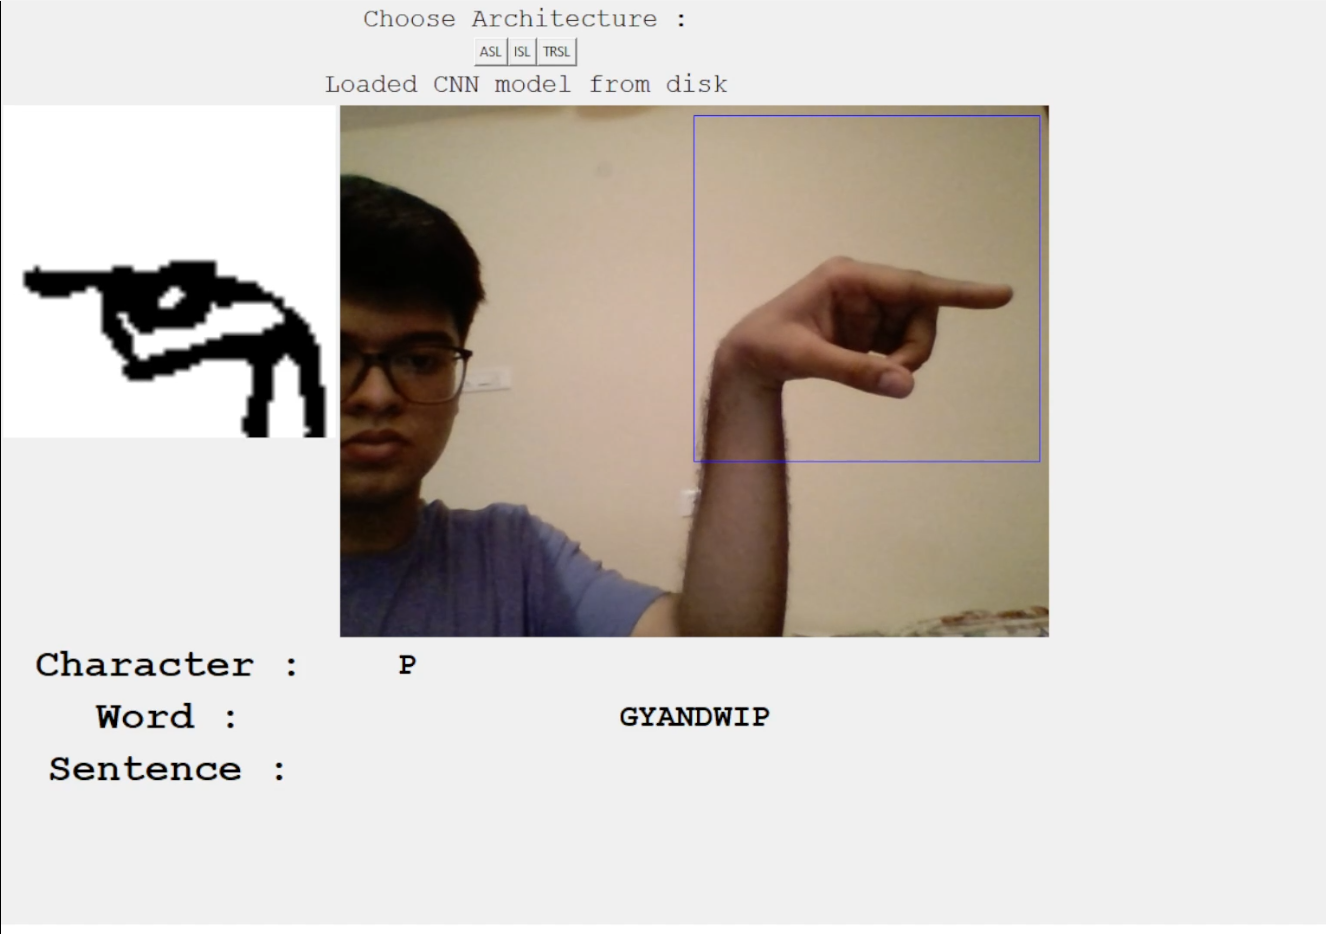 Choose Architecture :
ASL ISL TRSL
Loaded CNN model from disk
Character : P
Word : GYANDWIP
Sentence :